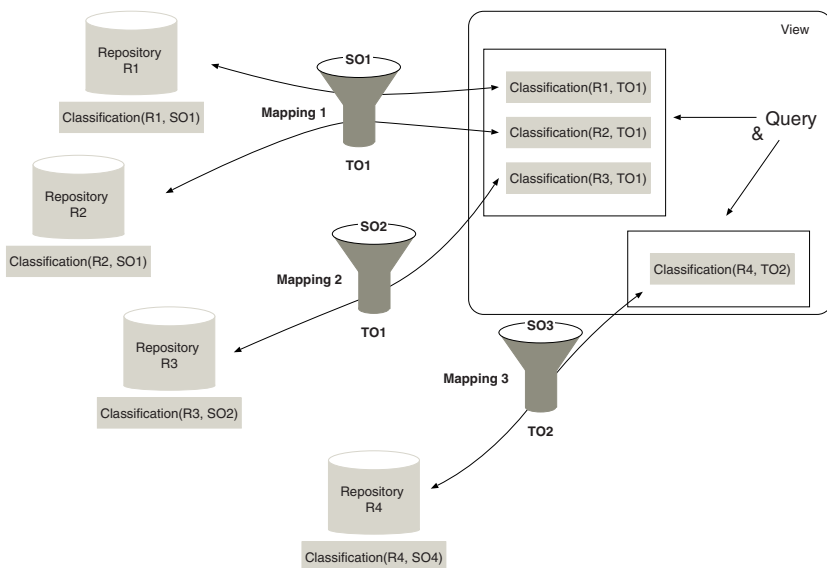 View
Repository
R1
Classification(R1, SO1)
SO1
Mapping 1
TO1
Classification(R1, TO1)
Classification(R2, TO1)
Classification(R3, TO1)
Query
&
Repository
R2
Classification(R2, SO1)
SO2
Mapping 2
TO1
Classification(R4, TO2)
Repository
R3
Classification(R3, SO2)
SO3
Mapping 3
TO2
Repository
R4
Classification(R4, SO4)